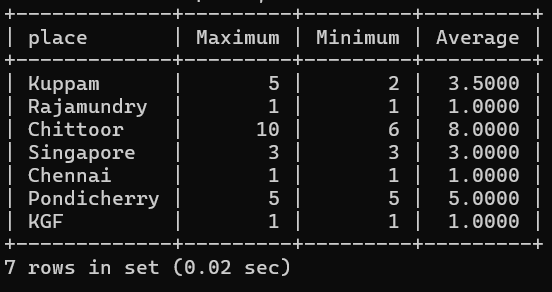 +-------------+---------+---------+---------+
| place       | Maximum | Minimum | Average |
+-------------+---------+---------+---------+
| Kuppam      |       5 |       2 |  3.5000 |
| Rajamundry  |       1 |       1 |  1.0000 |
| Chittoor    |      10 |       6 |  8.0000 |
| Singapore   |       3 |       3 |  3.0000 |
| Chennai     |       1 |       1 |  1.0000 |
| Pondicherry |       5 |       5 |  5.0000 |
| KGF         |       1 |       1 |  1.0000 |
+-------------+---------+---------+---------+
7 rows in set (0.02 sec)